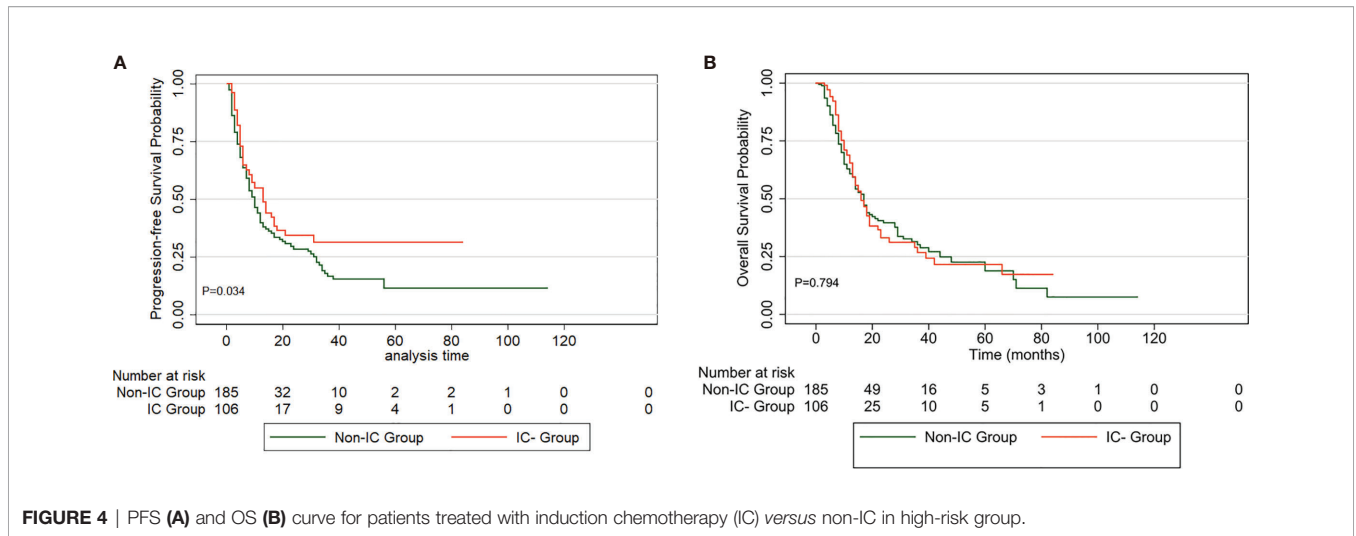 A
Progression-free Survival Probability
1.00
0.75
0.50
0.25
0.00
P=0.034
0 20 40 60 80 100 120
analysis time
Number at risk
Non-IC Group 185 32 10 2 2 1 0 0
IC Group 106 17 9 4 1 0 0 0
Non-IC Group IC- Group
B
Overall Survival Probability
1.00
0.75
0.50
0.25
0.00
P=0.794
0 20 40 60 80 100 120
Time (months)
Number at risk
Non-IC Group 185 49 16 5 3 1 0 0
IC- Group 106 25 10 5 1 0 0 0
Non-IC Group IC- Group
FIGURE 4 | PFS (A) and OS (B) curve for patients treated with induction chemotherapy (IC) versus non-IC in high-risk group.